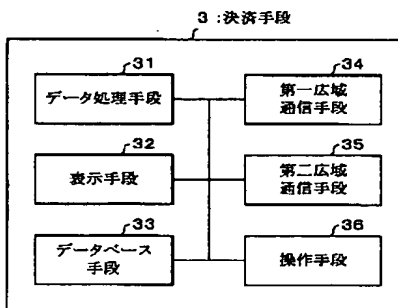 3：決済手段
31
データ処理手段
34
第一広域
通信手段
32
表示手段
35
第二広域
通信手段
33
データベース
手段
36
操作手段